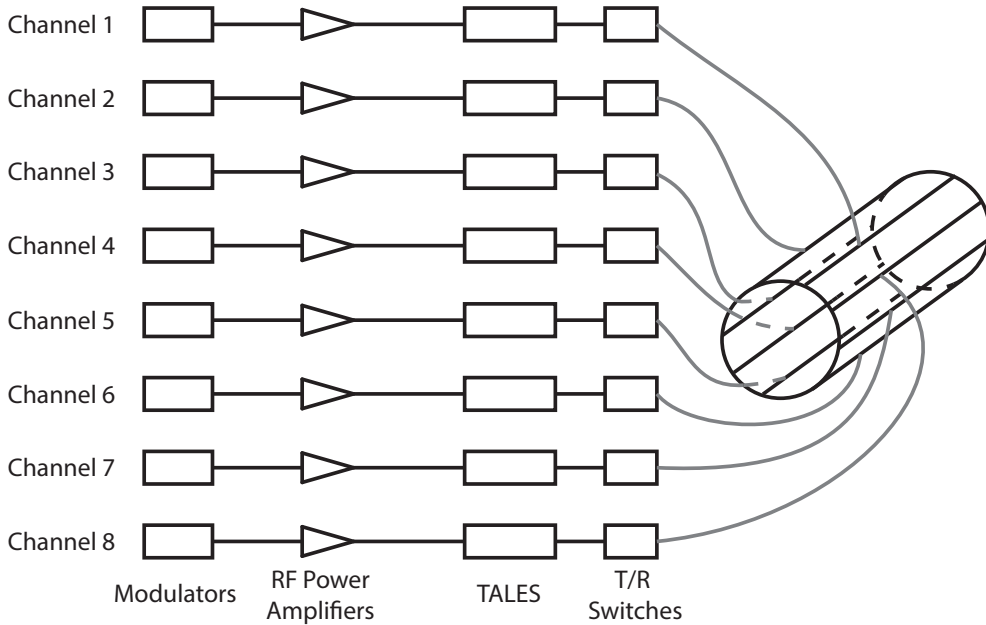 Channel 1
Channel 2
Channel 3
Channel 4
Channel 5
Channel 6
Channel 7
Channel 8
Modulators
RF Power
Amplifiers
TALES
T/R
Switches